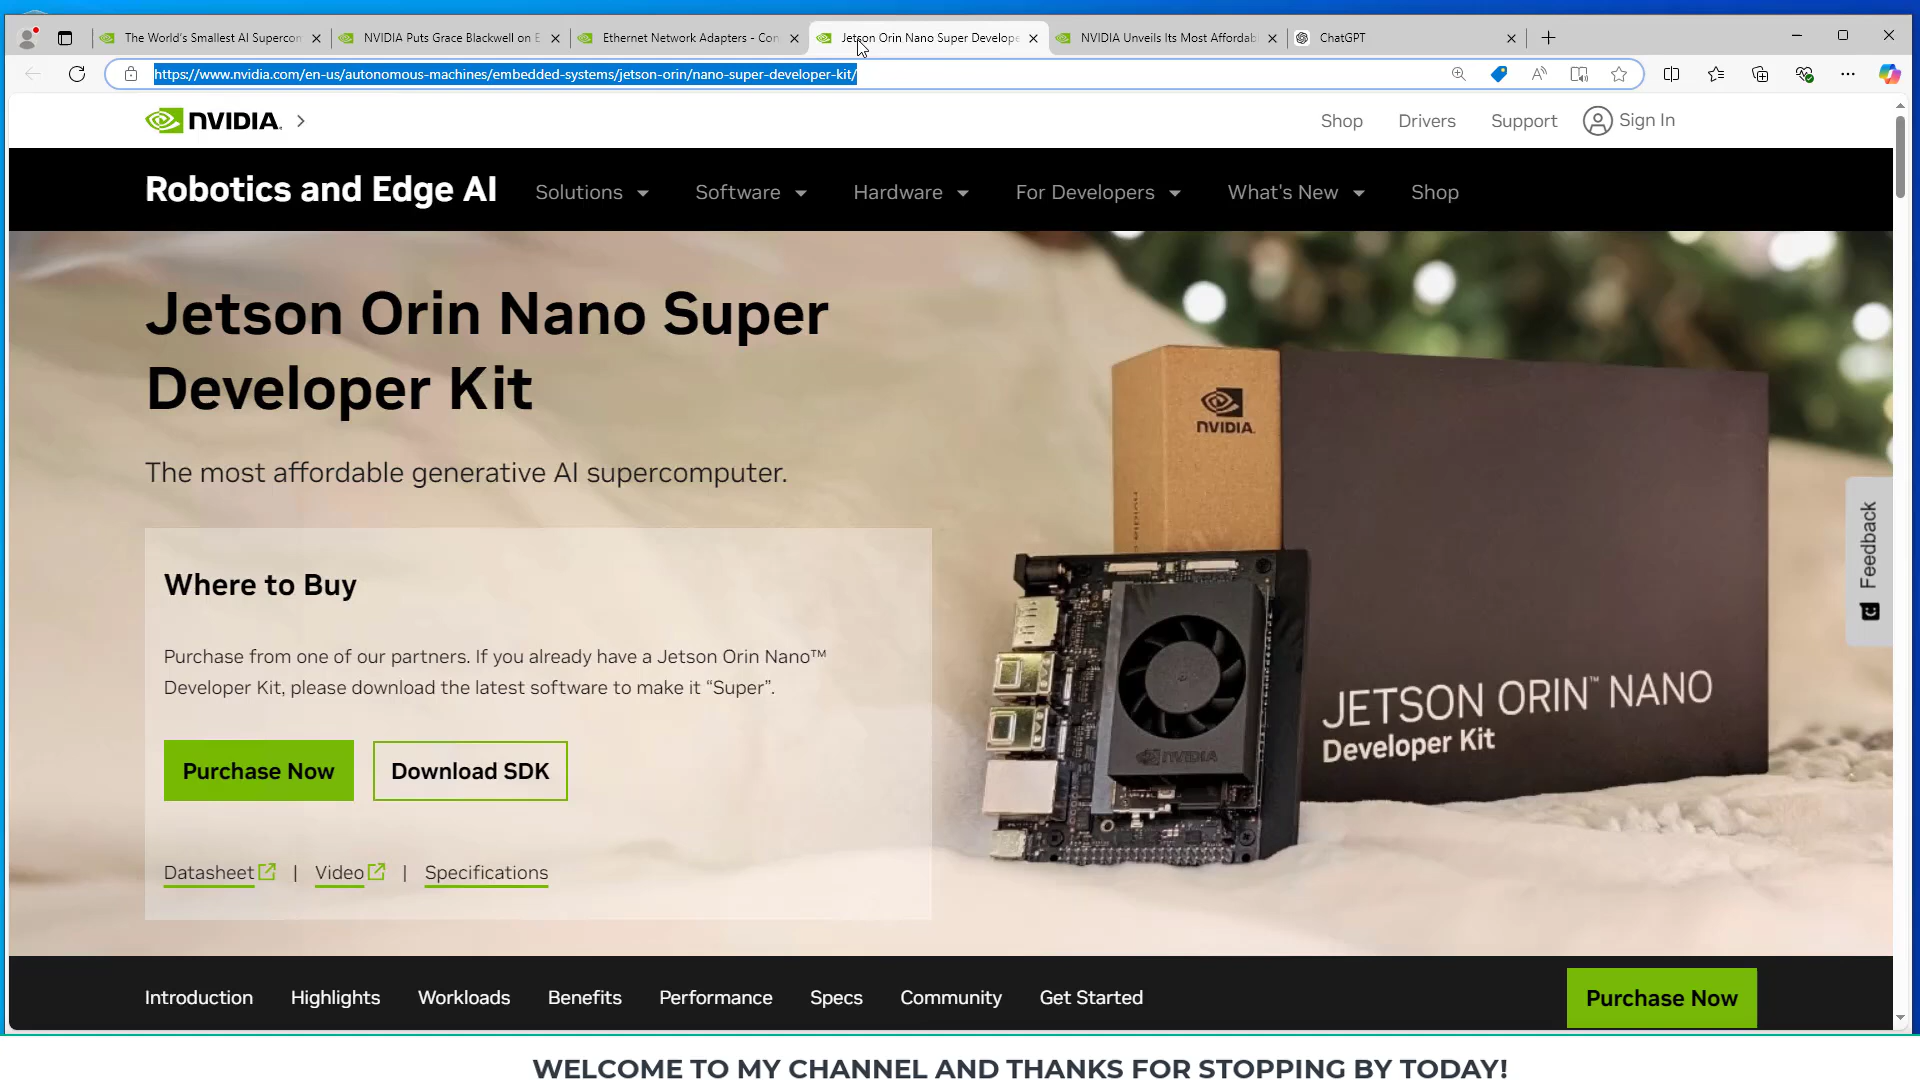 The World's Smallest AI Supercom
NVIDIA Puts Grace Blackwell on E
Ethernet Network Adapters - Con
Jetson Orin Nano Super Develope
NVIDIA Unveils Its Most Affordab
ChatGPT
https://www.nvidia.com/en-us/autonomous-machines/embedded-systems/jetson-orin/nano-super-developer-kit/
NVIDIA.
Shop
Drivers
Support
Sign In
Robotics and Edge AI
Solutions
Software
Hardware
For Developers
What's New
Shop
Jetson Orin Nano Super
Developer Kit
The most affordable generative AI supercomputer.
Where to Buy
Purchase from one of our partners. If you already have a Jetson Orin Nano™
Developer Kit, please download the latest software to make it “Super”.
Purchase Now
Download SDK
Datasheet | Video | Specifications
NVIDIA.
NVIDIA
JETSON ORIN™ NANO
Developer Kit
Feedback
Introduction
Highlights
Workloads
Benefits
Performance
Specs
Community
Get Started
Purchase Now
WELCOME TO MY CHANNEL AND THANKS FOR STOPPING BY TODAY!